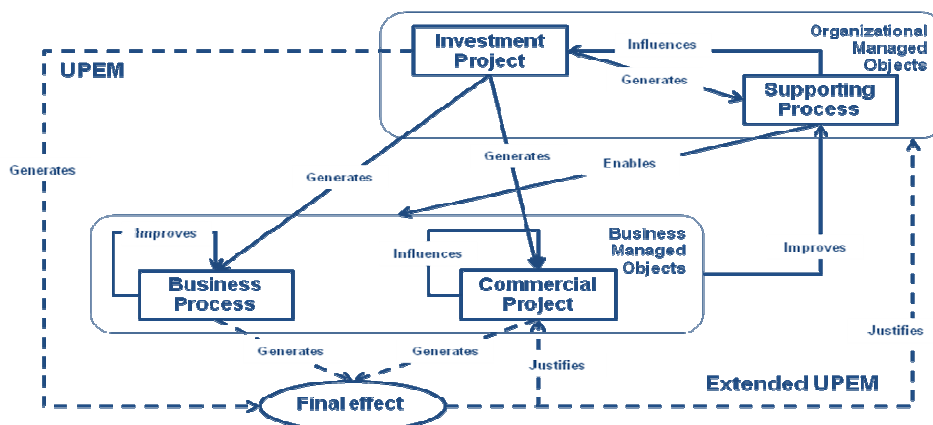 Investment
Project
Influences
Organizational
Managed
Objects
UPEM
Generates
Supporting
Process
Generates
Generates
Enables
Generates
Improves
Influences
Business
Managed
Objects
Improves
Business
Process
Commercial
Project
Justifies
Generates
Generates
Justifies
Extended UPEM
Final effect